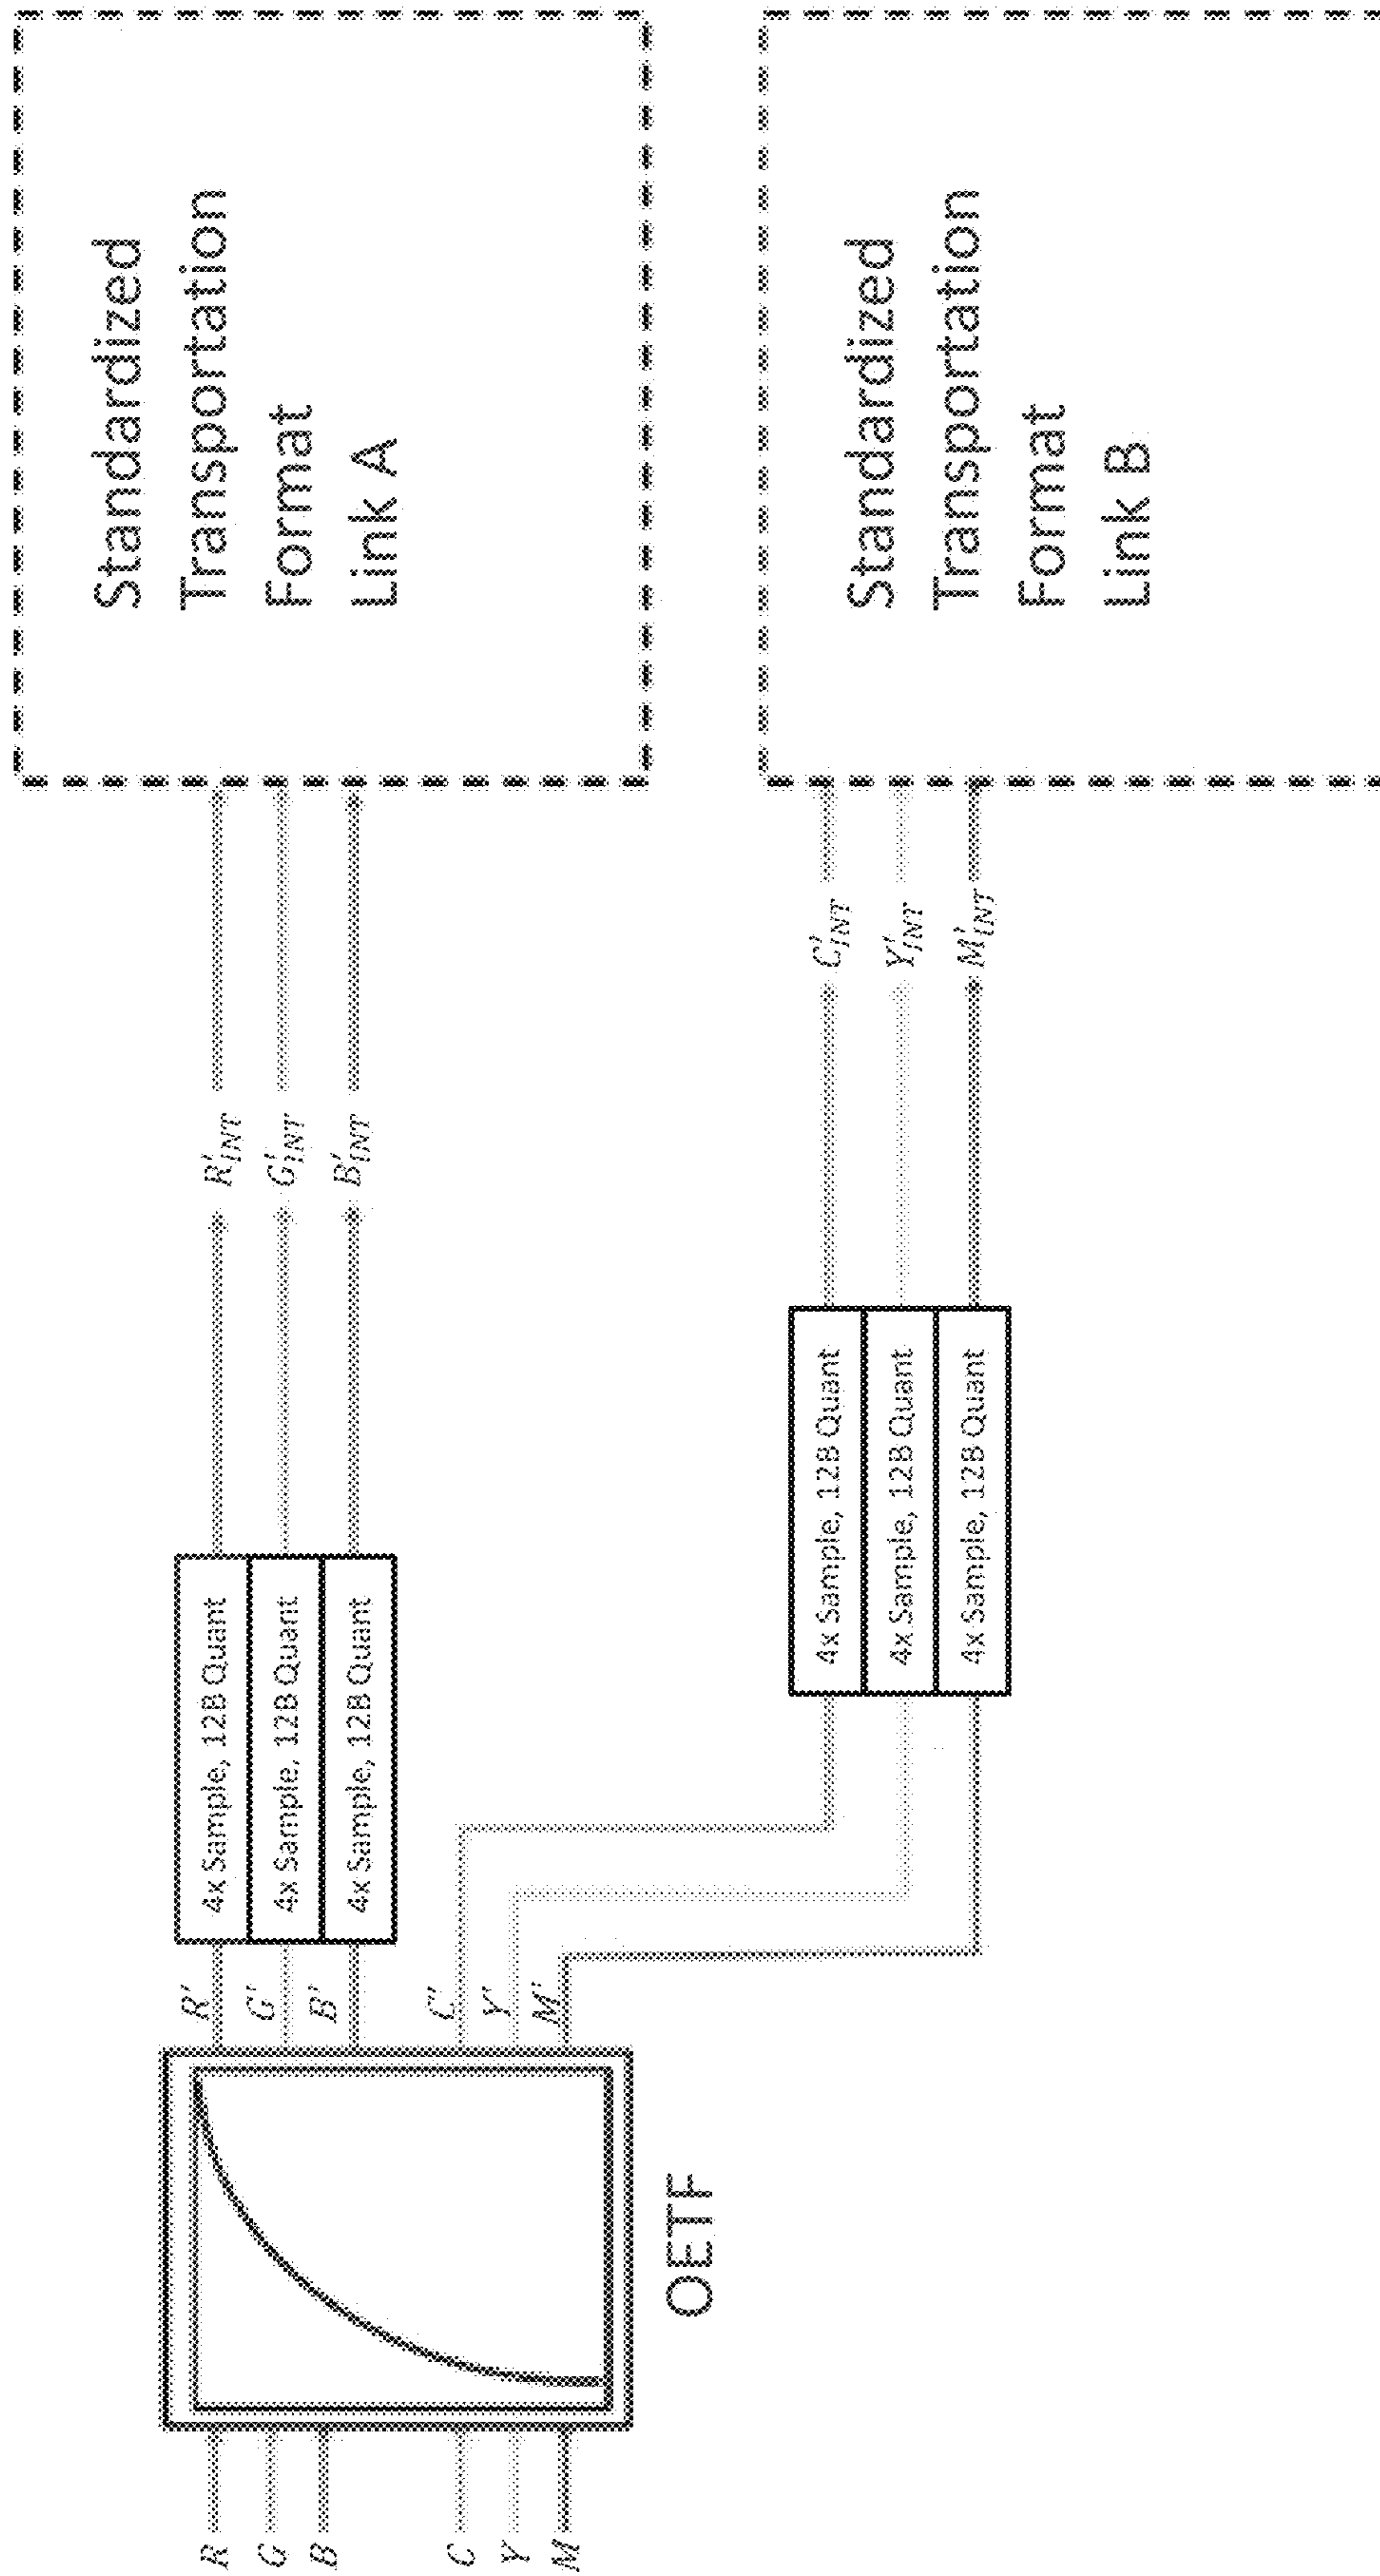 R
G
B
C
Y
M
OETF
R'
G'
B'
C'
Y'
M'
4x Sample, 12B Quant
4x Sample, 12B Quant
4x Sample, 12B Quant
4x Sample, 12B Quant
4x Sample, 12B Quant
4x Sample, 12B Quant
R'INT
G'INT
B'INT
C'INT
Y'INT
M'INT
Standardized
Transportation
Format
Link A
Standardized
Transportation
Format
Link B